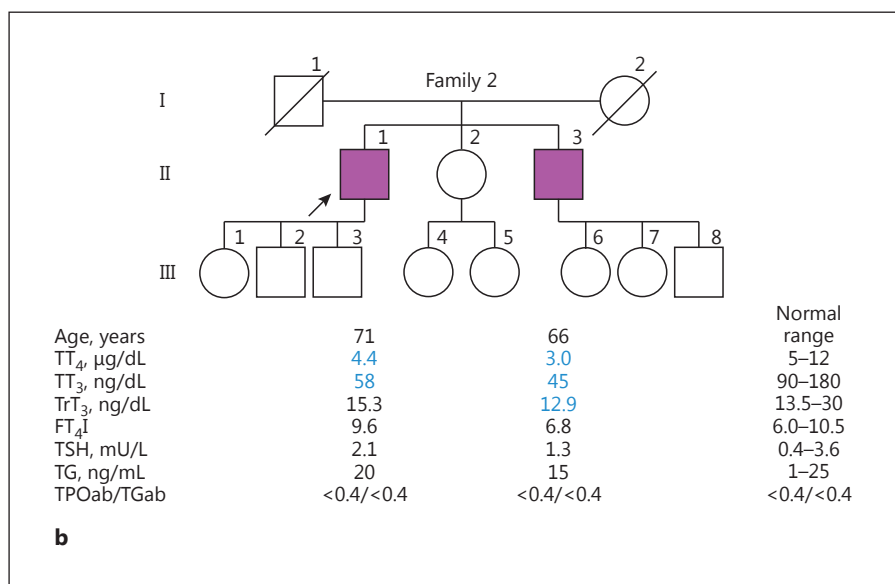 1 Family 2 2
I
1 2 3
II
1 2 3 4 5 6 7 8
III
Normal
Age, years 71 66 range
TT4, µg/dL 4.4 3.0 5–12
TT3, ng/dL 58 45 90–180
TrT3, ng/dL 15.3 12.9 13.5–30
FT4I 9.6 6.8 6.0–10.5
TSH, mU/L 2.1 1.3 0.4–3.6
TG, ng/mL 20 15 1–25
TPOab/TGab <0.4/<0.4 <0.4/<0.4 <0.4/<0.4
b